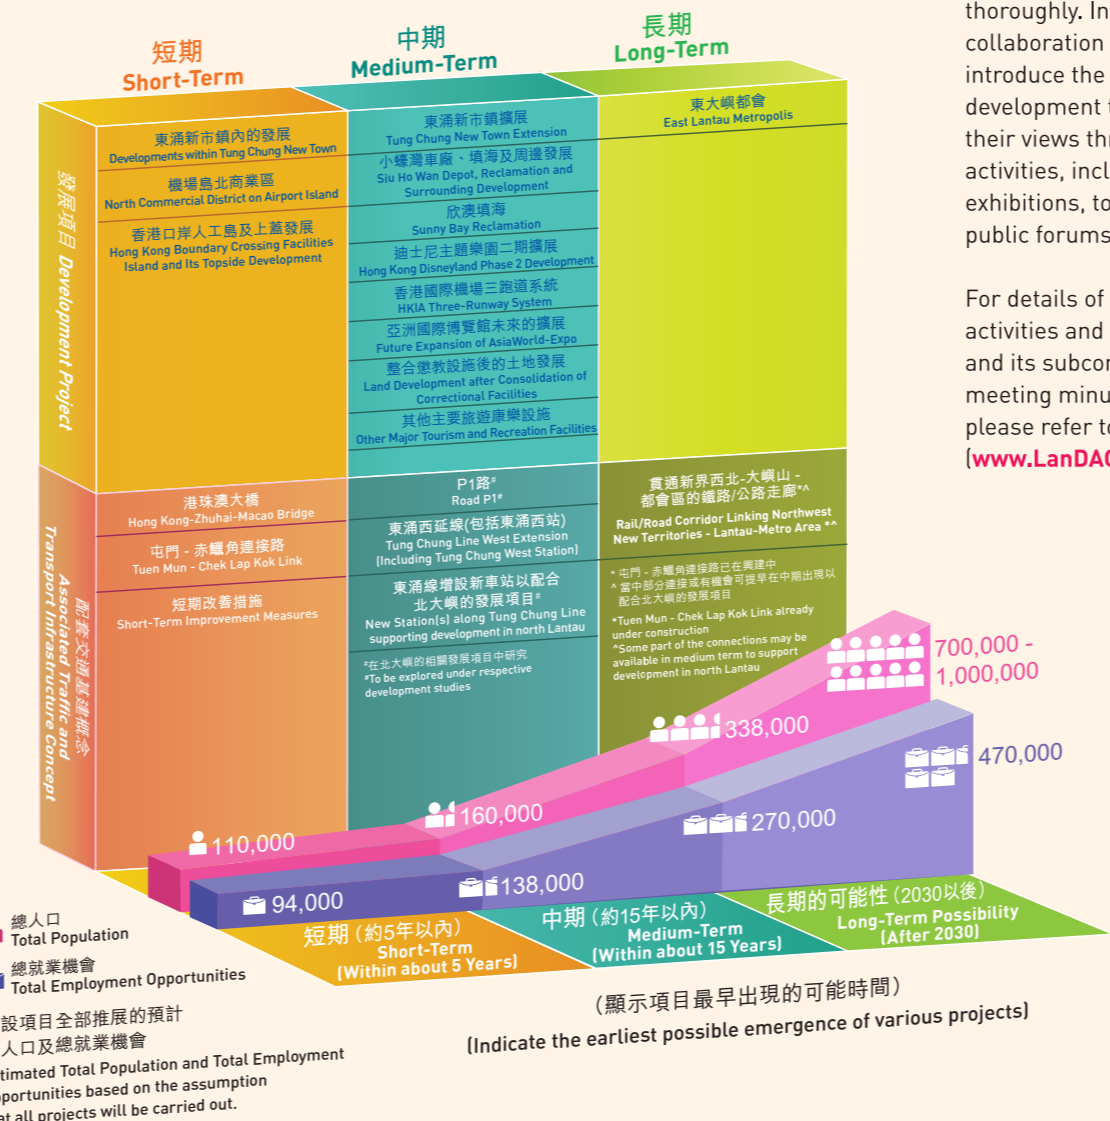 短期
Short-Term
中期
Medium-Term
長期
Long-Term
發展項目 Development Project
東涌新市鎮內的發展
Developments within Tung Chung New Town
機場島北商業區
North Commercial District on Airport Island
香港口岸人工島及上蓋發展
Hong Kong Boundary Crossing Facilities
Island and Its Topside Development
東涌新市鎮擴展
Tung Chung New Town Extension
小蠔灣車廠、填海及周邊發展
Siu Ho Wan Depot, Reclamation and
Surrounding Development
欣澳填海
Sunny Bay Reclamation
迪士尼主題樂園二期擴展
Hong Kong Disneyland Phase 2 Development
香港國際機場三跑道系統
HKIA Three-Runway System
亞洲國際博覽館未來的擴展
Future Expansion of AsiaWorld-Expo
整合懲教設施後的土地發展
Land Development after Consolidation of
Correctional Facilities
其他主要旅遊康樂設施
Other Major Tourism and Recreation Facilities
東大嶼都會
East Lantau Metropolis
配套交通基建概念
Associated Traffic and
Transport Infrastructure Concept
港珠澳大橋
Hong Kong-Zhuhai-Macao Bridge
屯門 - 赤鱲角連接路
Tuen Mun - Chek Lap Kok Link
短期改善措施
Short-Term Improvement Measures
P1路#
Road P1#
東涌西延線(包括東涌西站)
Tung Chung Line West Extension
(Including Tung Chung West Station)
東涌線增設新車站以配合
北大嶼的發展項目#
New Station(s) along Tung Chung Line
supporting development in north Lantau
#在北大嶼的相關發展項目中研究
#To be explored under respective
development studies
貫通新界西北-大嶼山 -
都會區的鐵路/公路走廊*^
Rail/Road Corridor Linking Northwest
New Territories - Lantau-Metro Area *^
* 屯門 - 赤鱲角連接路已在興建中
^ 當中部分連接或有機會可提早在中期出現以
配合北大嶼的發展項目
*Tuen Mun - Chek Lap Kok Link already
under construction
^Some part of the connections may be
available in medium term to support
development in north Lantau
110,000
160,000
338,000
700,000 -
1,000,000
94,000
138,000
270,000
470,000
短期（約5年以內）
Short-Term
(Within about 5 Years)
中期（約15年以內）
Medium-Term
(Within about 15 Years)
長期的可能性（2030以後）
Long-Term Possibility
(After 2030)
（顯示項目最早出現的可能時間）
(Indicate the earliest possible emergence of various projects)
總人口
Total Population
總就業機會
Total Employment Opportunities
設項目全部推展的預計
人口及總就業機會
timated Total Population and Total Employment
pportunities based on the assumption
at all projects will be carried out.
thoroughly. In
collaboration
introduce the
development t
their views th
activities, incl
exhibitions, to
public forums
For details of
activities and
and its subcon
meeting minu
please refer to
(www.LanDAC